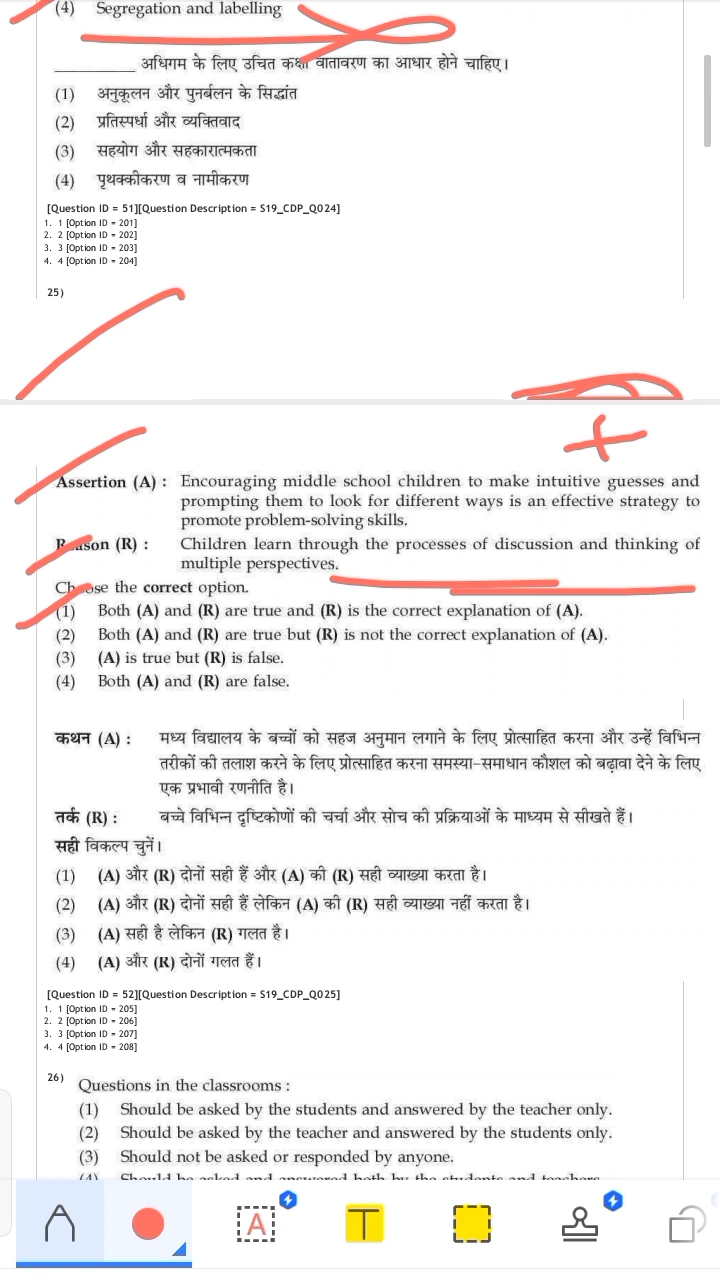 (4) Segregation and labelling
________ अधिगम के लिए उचित कक्षा वातावरण का आधार होने चाहिए।
(1) अनुकूलन और पुनर्बलन के सिद्धांत
(2) प्रतिस्पर्धा और व्यक्तिवाद
(3) सहयोग और सहकारात्मकता
(4) पृथक्कीकरण व नामीकरण
[Question ID = 51][Question Description = S19_CDP_Q024]
1. 1 [Option ID = 201]
2. 2 [Option ID = 202]
3. 3 [Option ID = 203]
4. 4 [Option ID = 204]
25)
Assertion (A) : Encouraging middle school children to make intuitive guesses and
prompting them to look for different ways is an effective strategy to
promote problem-solving skills.
Reason (R) : Children learn through the processes of discussion and thinking of
multiple perspectives.
Choose the correct option.
(1) Both (A) and (R) are true and (R) is the correct explanation of (A).
(2) Both (A) and (R) are true but (R) is not the correct explanation of (A).
(3) (A) is true but (R) is false.
(4) Both (A) and (R) are false.
कथन (A) : मध्य विद्यालय के बच्चों को सहज अनुमान लगाने के लिए प्रोत्साहित करना और उन्हें विभिन्न
तरीकों की तलाश करने के लिए प्रोत्साहित करना समस्या-समाधान कौशल को बढ़ावा देने के लिए
एक प्रभावी रणनीति है।
तर्क (R) : बच्चे विभिन्न दृष्टिकोणों की चर्चा और सोच की प्रक्रियाओं के माध्यम से सीखते हैं।
सही विकल्प चुनें।
(1) (A) और (R) दोनों सही हैं और (A) की (R) सही व्याख्या करता है।
(2) (A) और (R) दोनों सही हैं लेकिन (A) की (R) सही व्याख्या नहीं करता है।
(3) (A) सही है लेकिन (R) गलत है।
(4) (A) और (R) दोनों गलत हैं।
[Question ID = 52][Question Description = S19_CDP_Q025]
1. 1 [Option ID = 205]
2. 2 [Option ID = 206]
3. 3 [Option ID = 207]
4. 4 [Option ID = 208]
26) Questions in the classrooms :
(1) Should be asked by the students and answered by the teacher only.
(2) Should be asked by the teacher and answered by the students only.
(3) Should not be asked or responded by anyone.
(4) Should be asked and answered both by the students and teachers.
A T